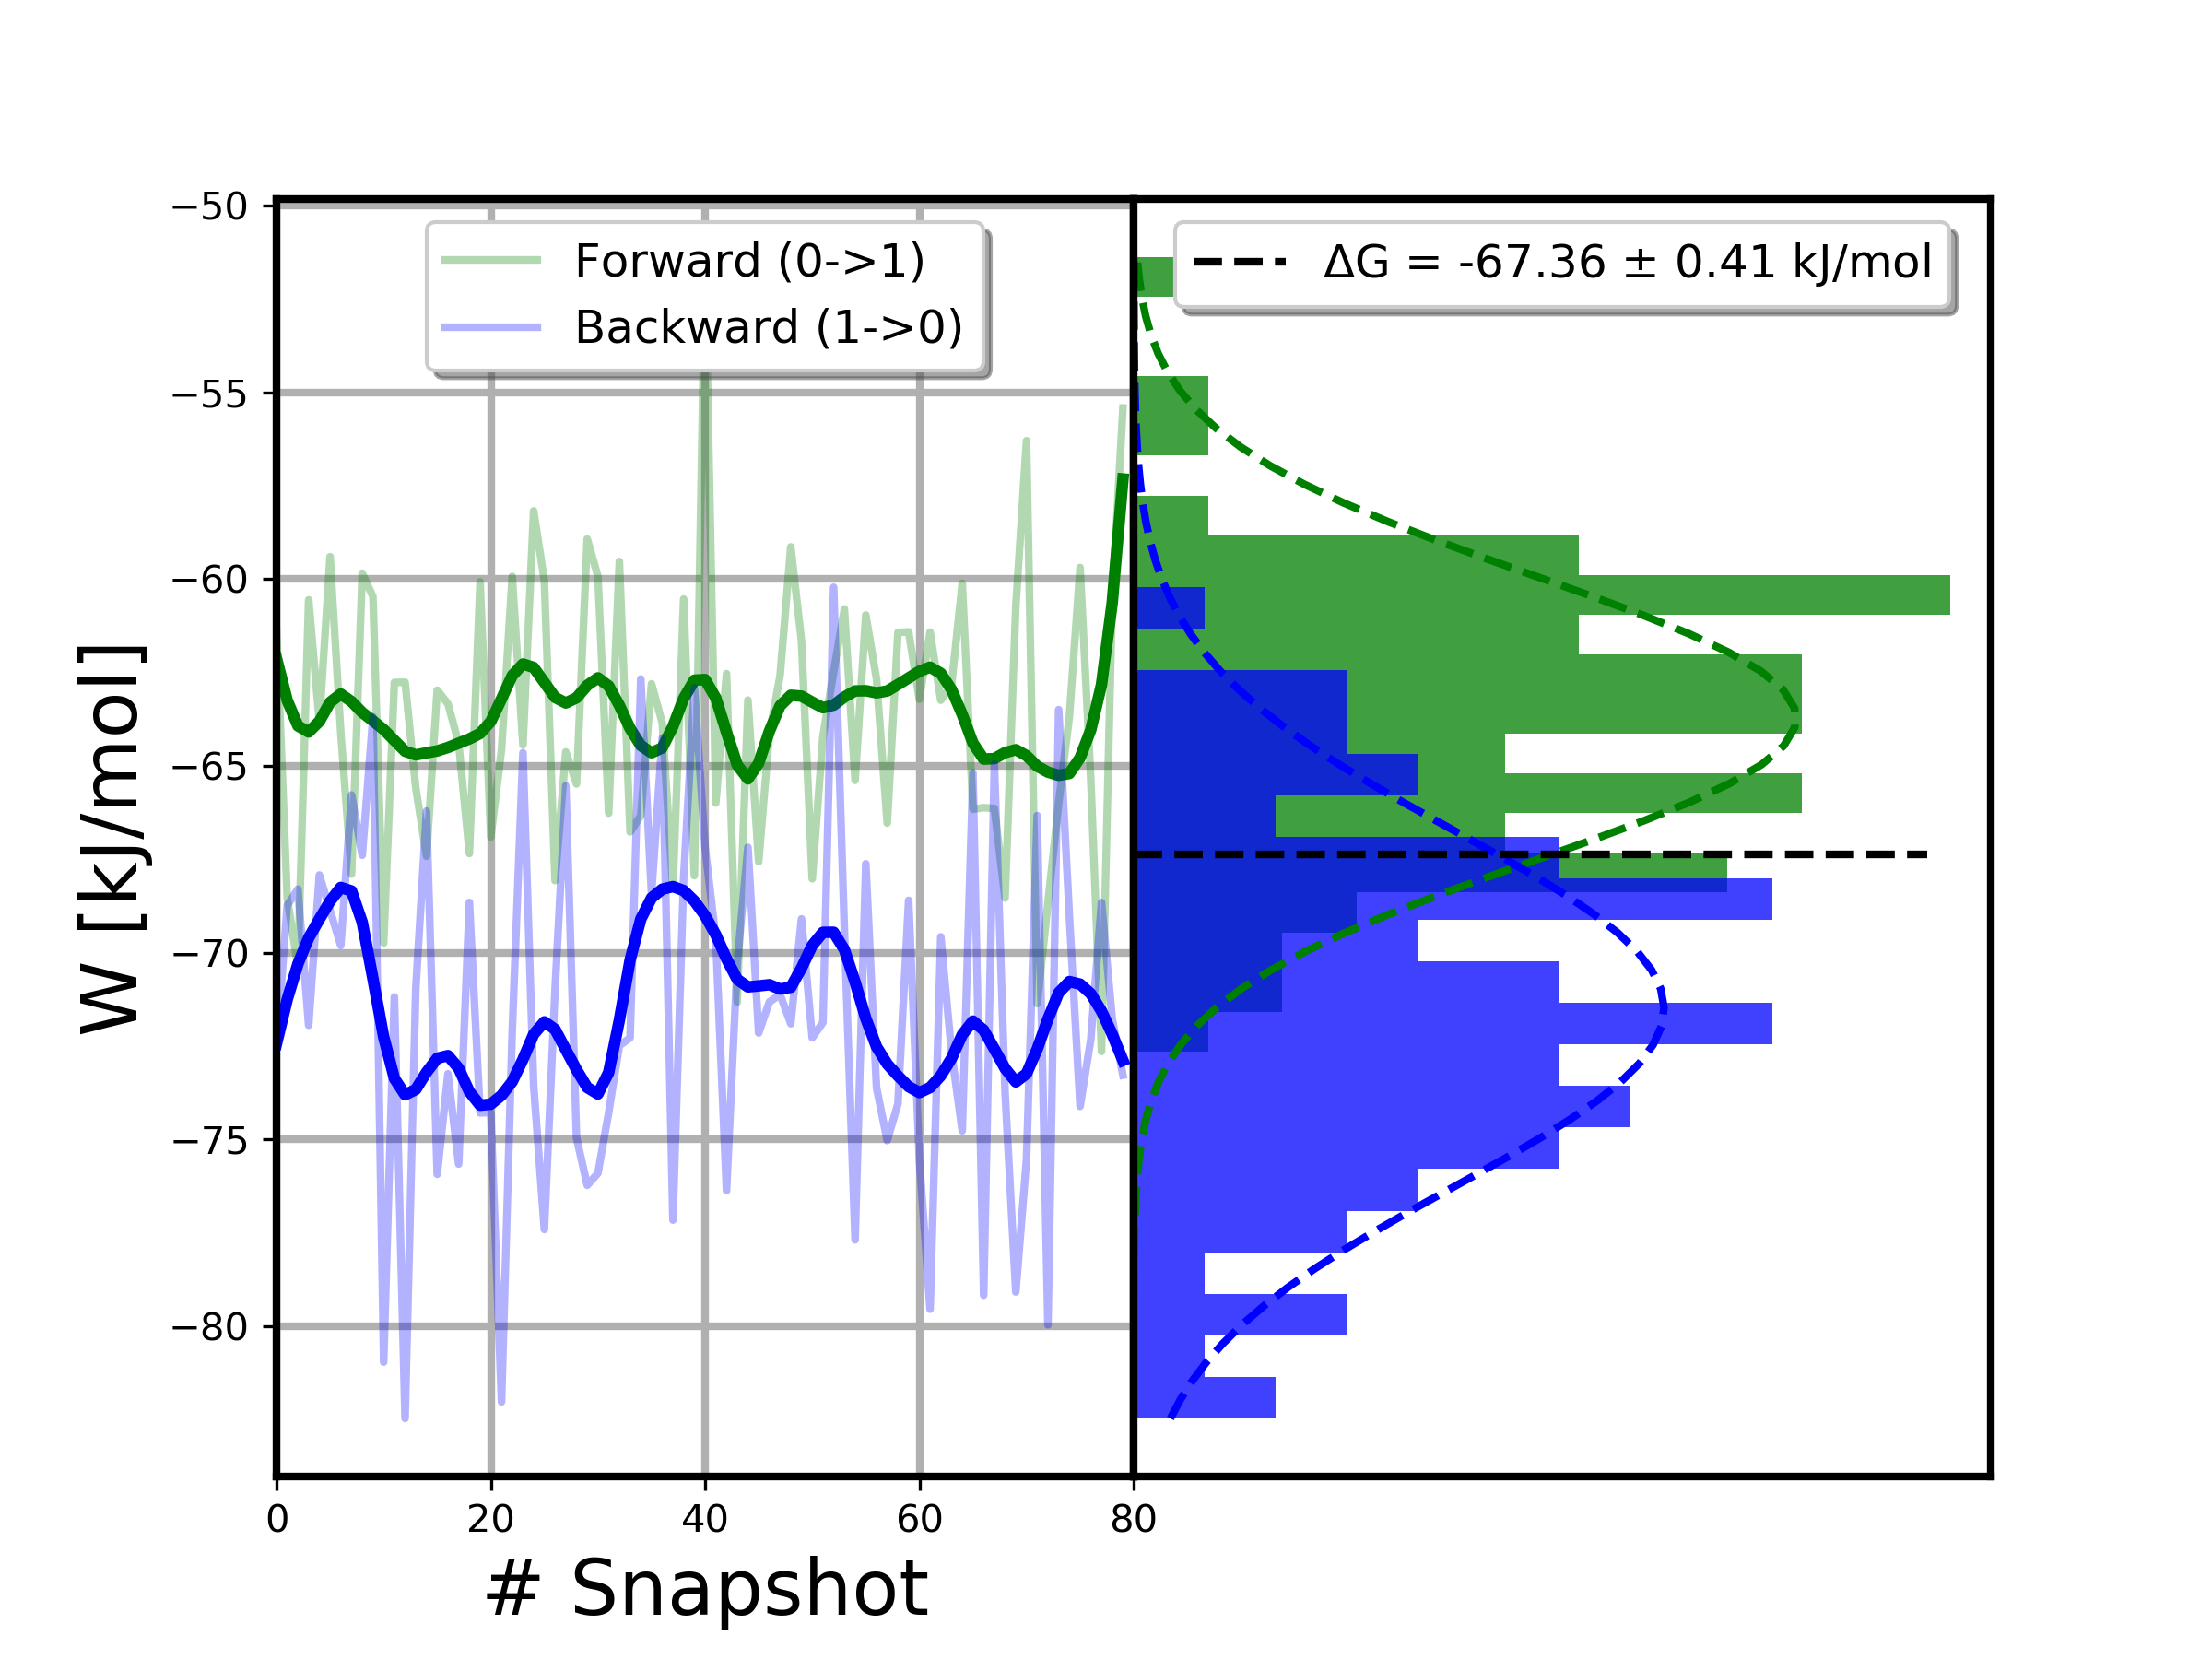 Forward (0->1)
Backward (1->0)
ΔG = -67.36 ± 0.41 kJ/mol
W [kJ/mol]
−50
−55
−60
−65
−70
−75
−80
0 20 40 60 80
# Snapshot